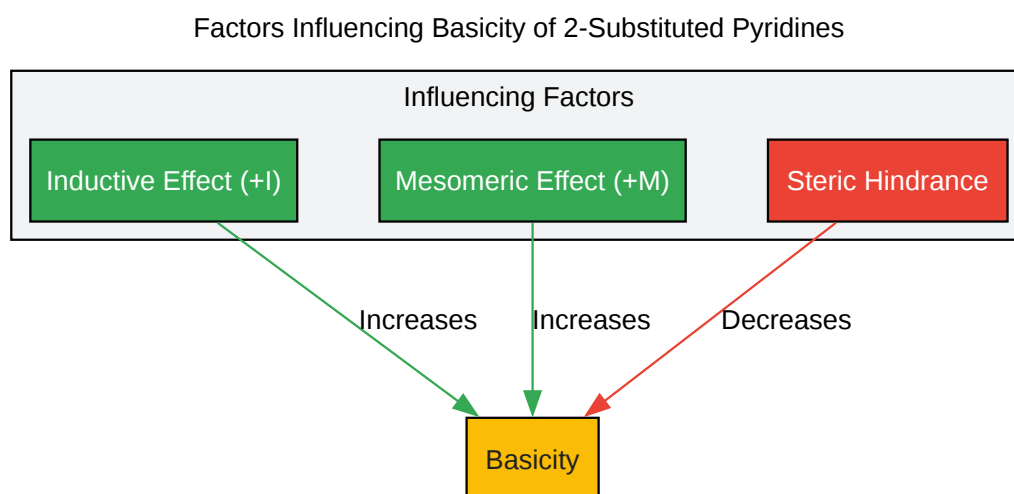 Factors Influencing Basicity of 2-Substituted Pyridines
Influencing Factors
Inductive Effect (+I)
Mesomeric Effect (+M)
Steric Hindrance
Increases
Increases
Decreases
Basicity